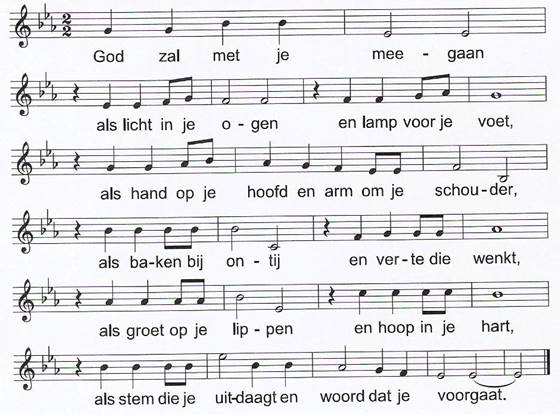 God zal met je mee - gaan
als licht in je o - gen en lamp voor je voet,
als hand op je hoofd en arm om je schou - der,
als ba - ken bij on - tij en ver - te die wenkt,
als groet op je lip - pen en hoop in je hart,
als stem die je uit - daagt en woord dat je voorgaat.